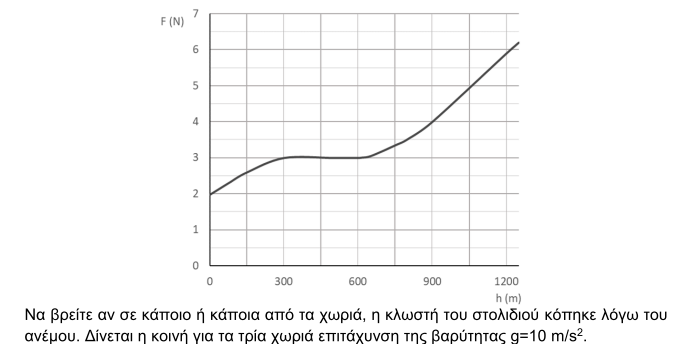 F (N)
7
6
5
4
3
2
1
0
0 300 600 900 1200
h (m)
Να βρείτε αν σε κάποιο ή κάποια από τα χωριά, η κλωστή του στολιδιού κόπηκε λόγω του
ανέμου. Δίνεται η κοινή για τα τρία χωριά επιτάχυνση της βαρύτητας g=10 m/s².